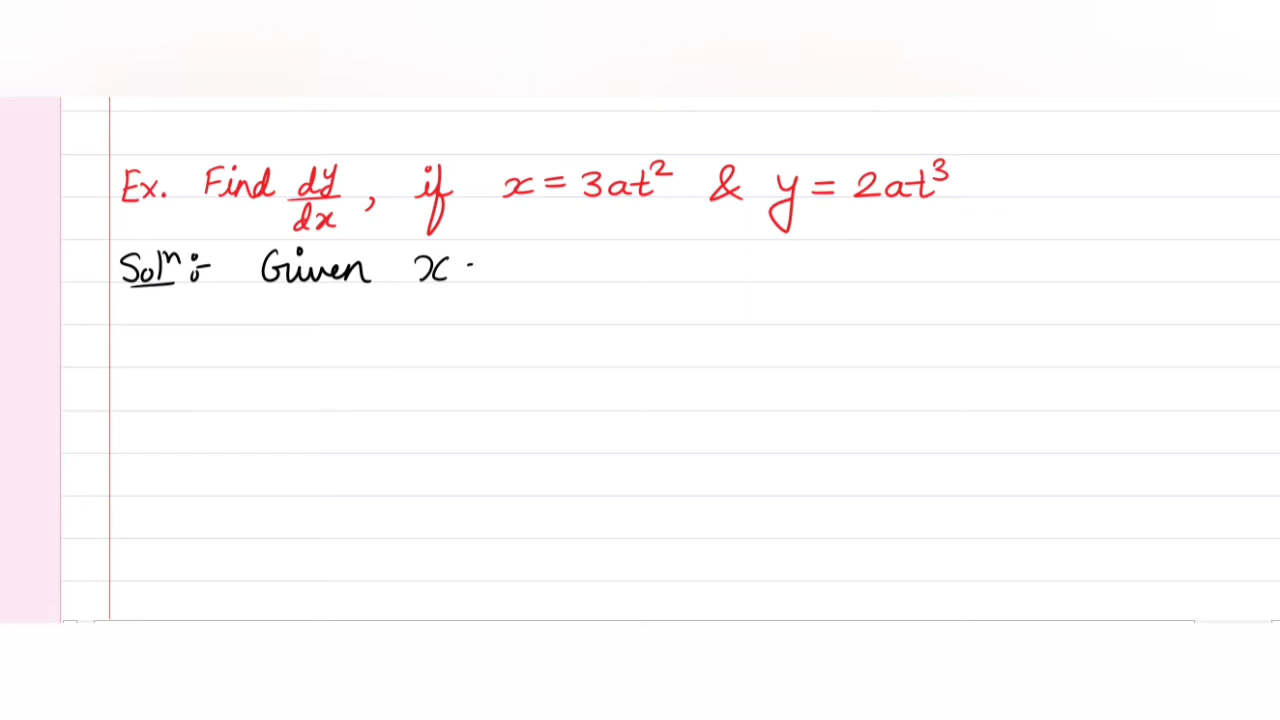 Ex. Find dy/dx, if x = 3at² & y = 2at³
Solⁿ :- Given x -